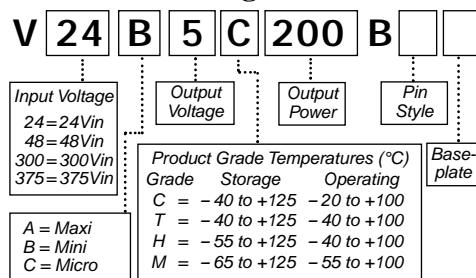 V 24 B 5 C 200 B
Input Voltage
24 = 24Vin
48 = 48Vin
300 = 300Vin
375 = 375Vin
Output
Voltage
Output
Power
Pin
Style
Base-
plate
Product Grade Temperatures (°C)
Grade Storage Operating
C = – 40 to +125 – 20 to +100
T = – 40 to +125 – 40 to +100
H = – 55 to +125 – 40 to +100
M = – 65 to +125 – 55 to +100
A = Maxi
B = Mini
C = Micro